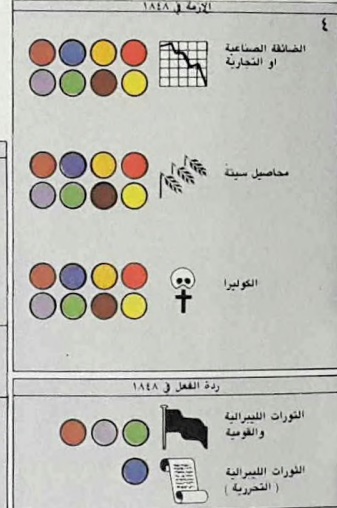 الازمة في ١٨٤٨
٤
الضائقة الصناعية
او التجارية
محاصيل سيئة
الكوليرا
ردة الفعل في ١٨٤٨
الثورات الليبرالية
والقومية
الثورات الليبرالية
( التحررية )